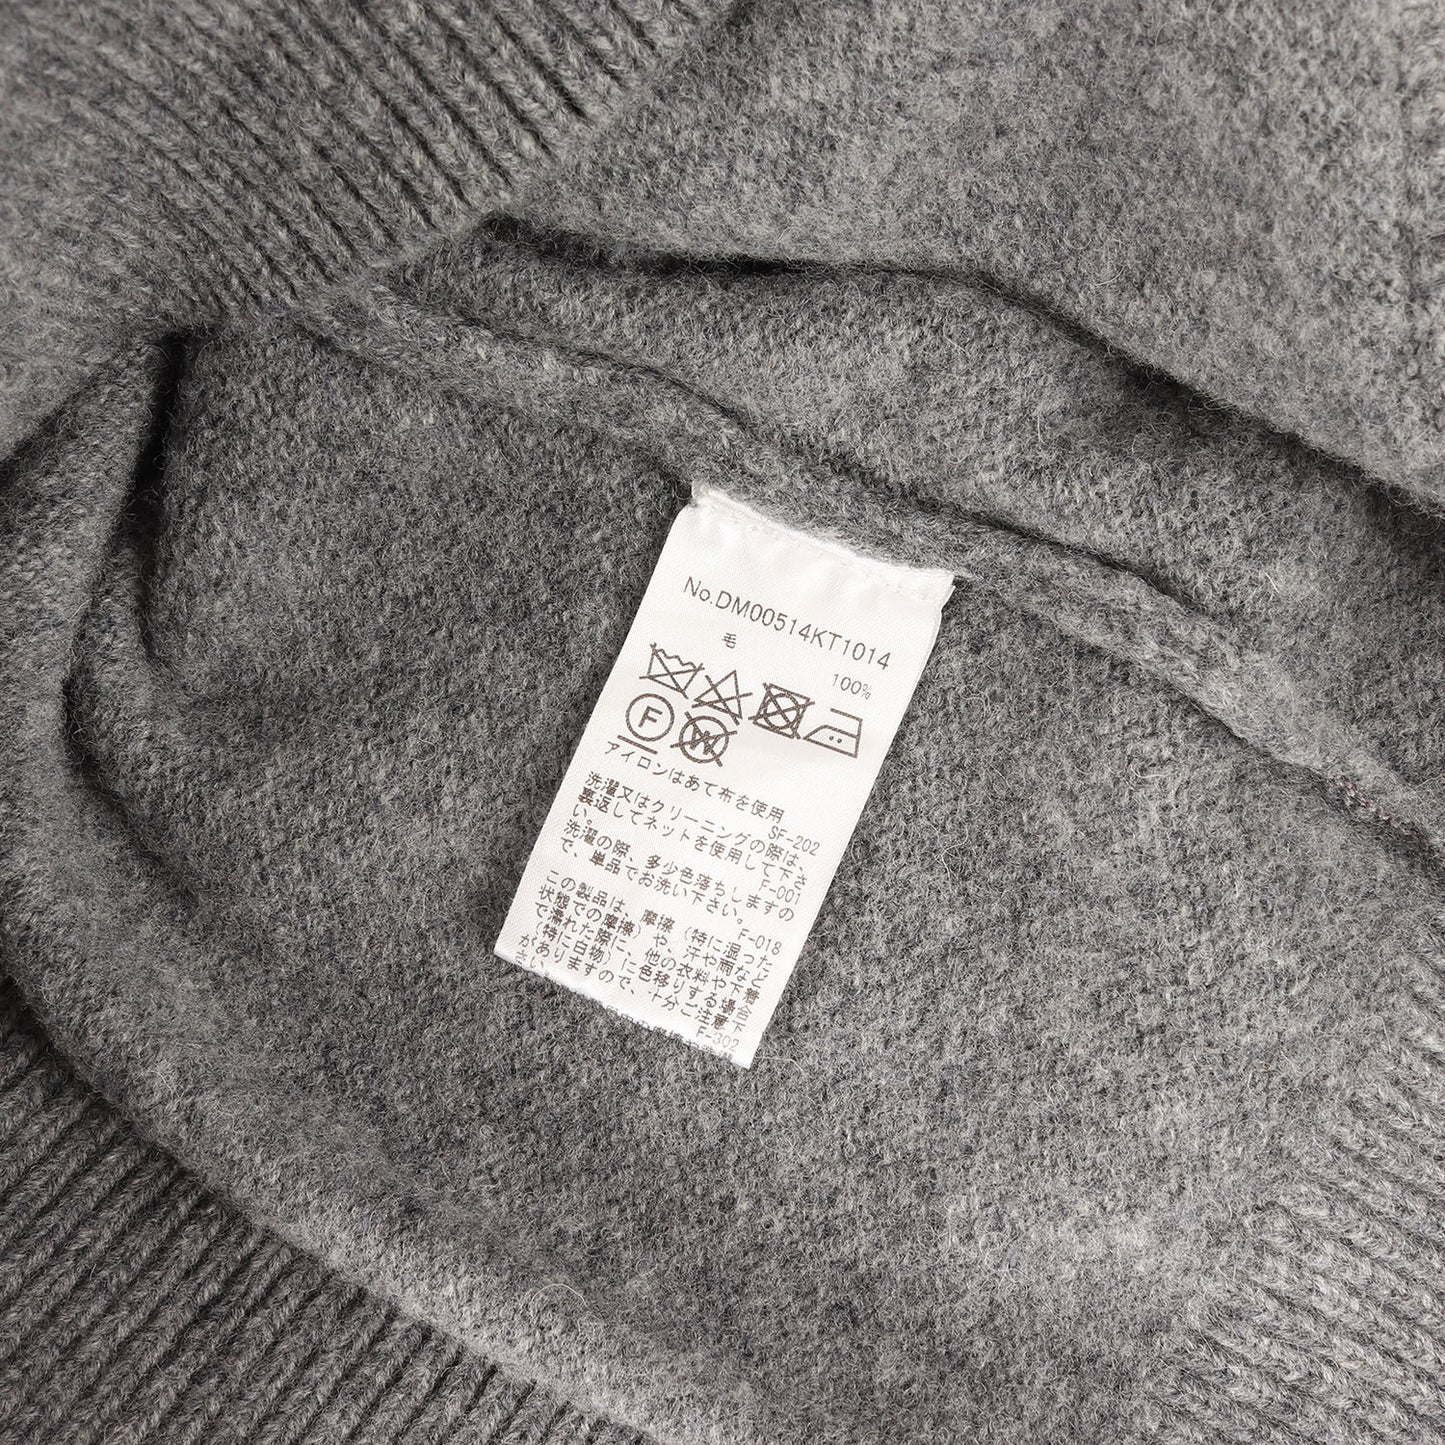 No.DM00514KT1014
毛
100%
F W
アイロンはあて布を使用
SF-202
洗濯又はクリーニングの際は、
裏返してネットを使用して下さ
い。
F-001
洗濯の際、多少色落ちしますの
で、単品でお洗い下さい。
F-018
この製品は、摩擦(特に湿った
状態での摩擦)や、汗や雨などに
で濡れた際に、他の衣料や下着
(特に白物)に色移りする場合
がありますので、十分ご注意下
さい。
F-302